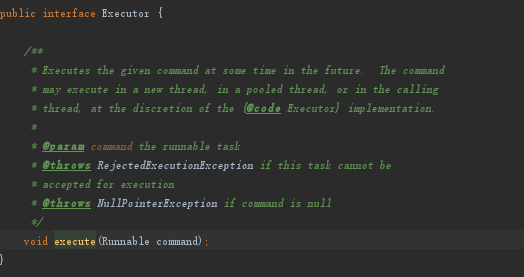 public interface Executor {
/**
* Executes the given command at some time in the future.  The command
* may execute in a new thread, in a pooled thread, or in the calling
* thread, at the discretion of the {@code Executor} implementation.
*
* @param command the runnable task
* @throws RejectedExecutionException if this task cannot be
* accepted for execution
* @throws NullPointerException if command is null
*/
void execute(Runnable command);
}